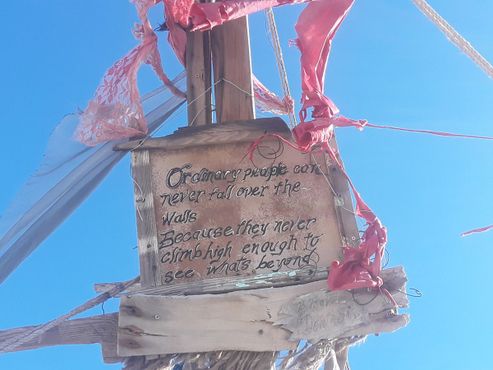 Ordinary people can
never fall over the
walls
Because they never
climb high enough to
see whats beyond